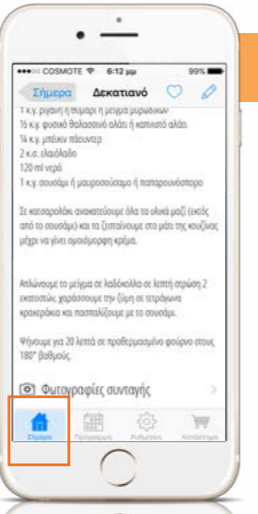 COSMOTE 6:12 μμ 99%
Σήμερα Δεκατιανό
1 κ.γ. ρίγανη ή θυμάρι ή μείγμα μυρωδικών
½ κ.γ. φυσικό θαλασσινό αλάτι ή καπνιστό αλάτι
¼ κ.γ. μπέικιν πάουντερ
2 κ.σ. ελαιόλαδο
120 ml νερό
1 κ.γ. σουσάμι ή μαυροσούσαμο ή παπαρουνόσπορο
Σε κατσαρολάκι ανακατεύουμε όλα τα υλικά μαζί (εκτός
από το σουσάμι) και τα ζεσταίνουμε στο μάτι της κουζίνας
μέχρι να γίνει ομοιόμορφη κρέμα.
Απλώνουμε το μείγμα σε λαδόκολλα σε λεπτή στρώση 2
εκατοστών, χαράσσουμε την ζύμη σε τετράγωνα
κρακεράκια και πασπαλίζουμε με το σουσάμι.
Ψήνουμε για 20 λεπτά σε προθερμασμένο φούρνο στους
180° βαθμούς.
Φωτογραφίες συνταγής
Σήμερα Πρόγραμμα Ρυθμίσεις Κατάστημα